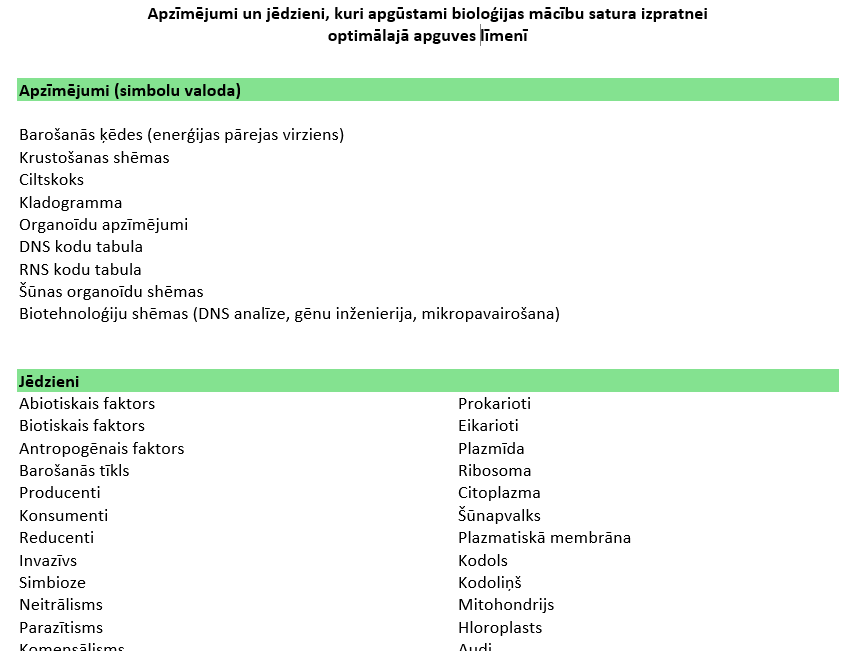 Apzīmējumi un jēdzieni, kuri apgūstami bioloģijas mācību satura izpratnei
optimālajā apguves līmenī
Apzīmējumi (simbolu valoda)
Barošanās ķēdes (enerģijas pārejas virziens)
Krustošanas shēmas
Ciltskoks
Kladogramma
Organoīdu apzīmējumi
DNS kodu tabula
RNS kodu tabula
Šūnas organoīdu shēmas
Biotehnoloģiju shēmas (DNS analīze, gēnu inženierija, mikropavairošana)
Jēdzieni
Abiotiskais faktors
Biotiskais faktors
Antropogēnais faktors
Barošanās tīkls
Producenti
Konsumenti
Reducenti
Invazīvs
Simbioze
Neitrālisms
Parazītisms
Komensālisms
Prokarioti
Eikarioti
Plazmīda
Ribosoma
Citoplazma
Šūnapvalks
Plazmatiskā membrāna
Kodols
Kodoliņš
Mitohondrijs
Hloroplasts
Audi